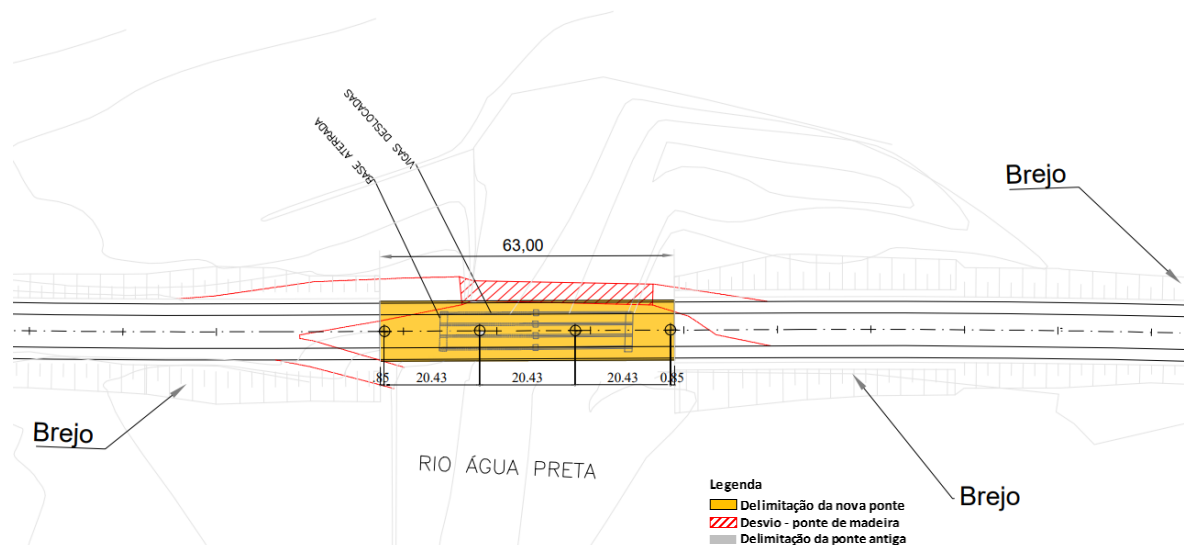 VIGAS DESLOCADAS
BASE ATERRADA
Brejo
63,00
.85 20.43 20.43 20.43 0.85
Brejo
RIO ÁGUA PRETA
Brejo
Legenda
Delimitação da nova ponte
Desvio - ponte de madeira
Delimitação da ponte antiga